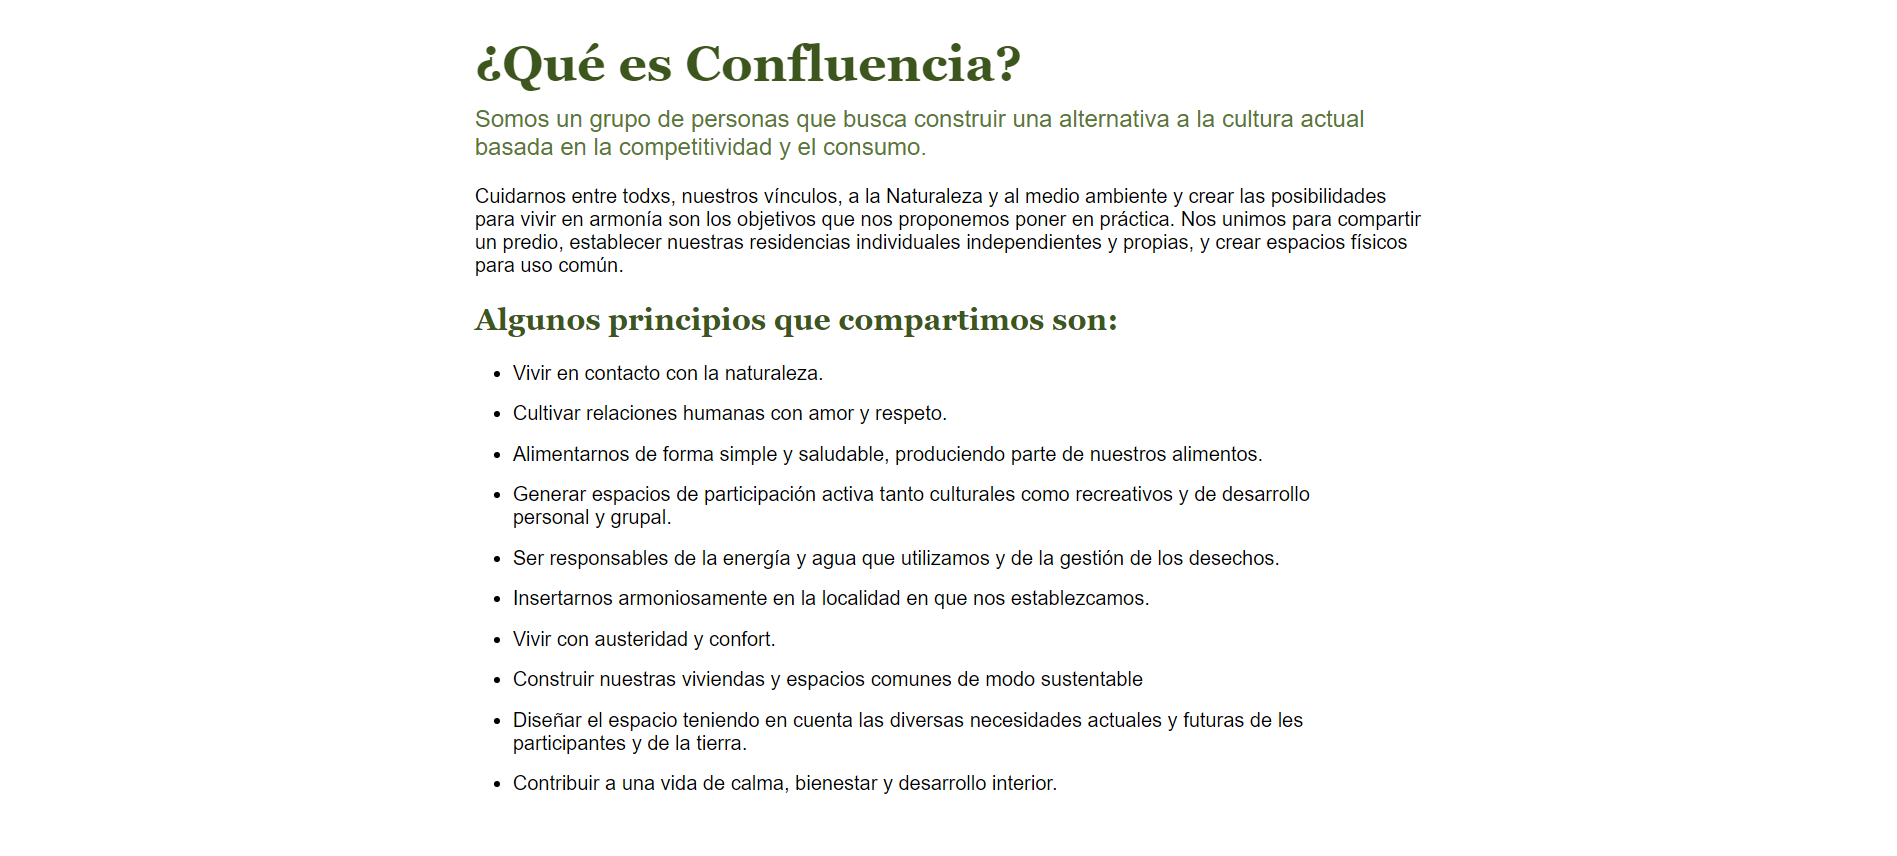 ¿Qué es Confluencia?
Somos un grupo de personas que busca construir una alternativa a la cultura actual
basada en la competitividad y el consumo.
Cuidarnos entre todxs, nuestros vínculos, a la Naturaleza y al medio ambiente y crear las posibilidades
para vivir en armonía son los objetivos que nos proponemos poner en práctica. Nos unimos para compartir
un predio, establecer nuestras residencias individuales independientes y propias, y crear espacios físicos
para uso común.
Algunos principios que compartimos son:
• Vivir en contacto con la naturaleza.
• Cultivar relaciones humanas con amor y respeto.
• Alimentarnos de forma simple y saludable, produciendo parte de nuestros alimentos.
• Generar espacios de participación activa tanto culturales como recreativos y de desarrollo
personal y grupal.
• Ser responsables de la energía y agua que utilizamos y de la gestión de los desechos.
• Insertarnos armoniosamente en la localidad en que nos establezcamos.
• Vivir con austeridad y confort.
• Construir nuestras viviendas y espacios comunes de modo sustentable
• Diseñar el espacio teniendo en cuenta las diversas necesidades actuales y futuras de les
participantes y de la tierra.
• Contribuir a una vida de calma, bienestar y desarrollo interior.